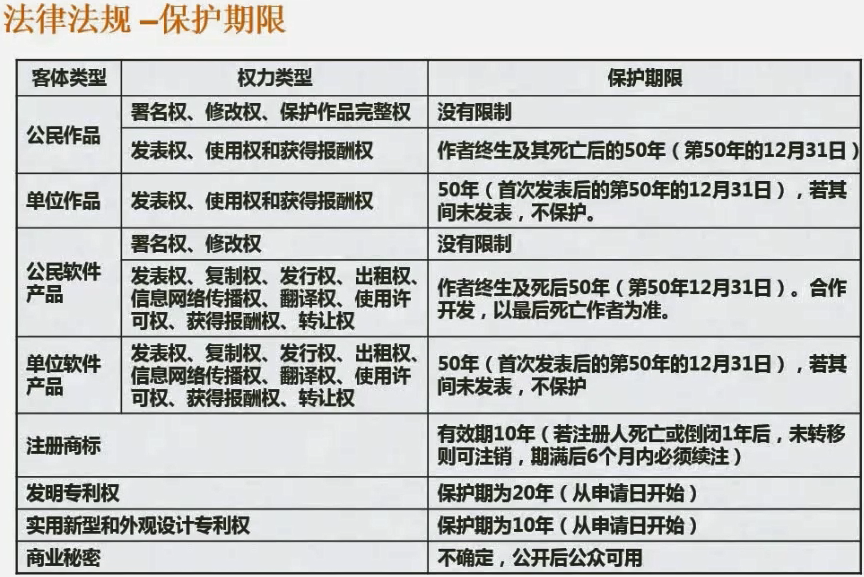 法律法规 –保护期限
客体类型
权力类型
保护期限
公民作品
署名权、修改权、保护作品完整权
没有限制
发表权、使用权和获得报酬权
作者终生及其死亡后的50年（第50年的12月31日）
单位作品
发表权、使用权和获得报酬权
50年（首次发表后的第50年的12月31日），若其
间未发表，不保护。
公民软件
产品
署名权、修改权
没有限制
发表权、复制权、发行权、出租权、
信息网络传播权、翻译权、使用许
可权、获得报酬权、转让权
作者终生及死后50年（第50年12月31日）。合作
开发，以最后死亡作者为准。
单位软件
产品
发表权、复制权、发行权、出租权、
信息网络传播权、翻译权、使用许
可权、获得报酬权、转让权
50年（首次发表后的第50年的12月31日），若其
间未发表，不保护
注册商标
有效期10年（若注册人死亡或倒闭1年后，未转移
则可注销，期满后6个月内必须续注）
发明专利权
保护期为20年（从申请日开始）
实用新型和外观设计专利权
保护期为10年（从申请日开始）
商业秘密
不确定，公开后公众可用